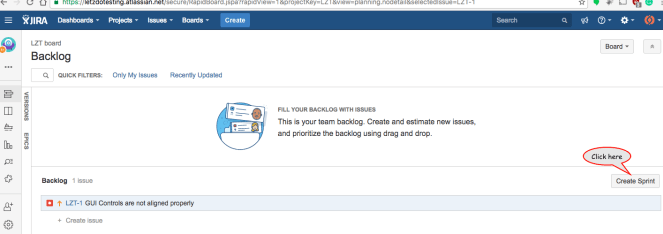 https://letzdotesting.atlassian.net/secure/RapidBoard.jspa?rapidView=1&projectKey=LZT&view=planning.nodetail&selectedIssue=LZT-1
JIRA Dashboards Projects Issues Boards Create Search
LZT board
Backlog
Board
QUICK FILTERS: Only My Issues Recently Updated
VERSIONS
EPICS
FILL YOUR BACKLOG WITH ISSUES
This is your team backlog. Create and estimate new issues,
and prioritize the backlog using drag and drop.
Click here
Backlog 1 issue
Create Sprint
LZT-1 GUI Controls are not aligned properly
+ Create issue